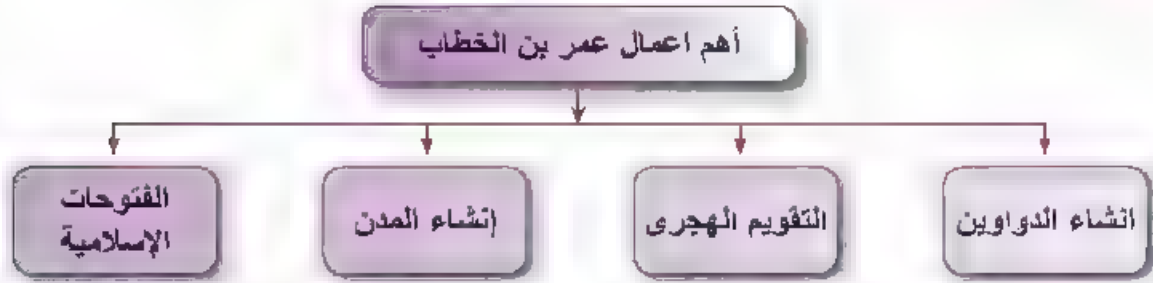 أهم اعمال عمر بن الخطاب
انشاء الدواوين
التقويم الهجرى
إنشاء المدن
الفتوحات
الإسلامية